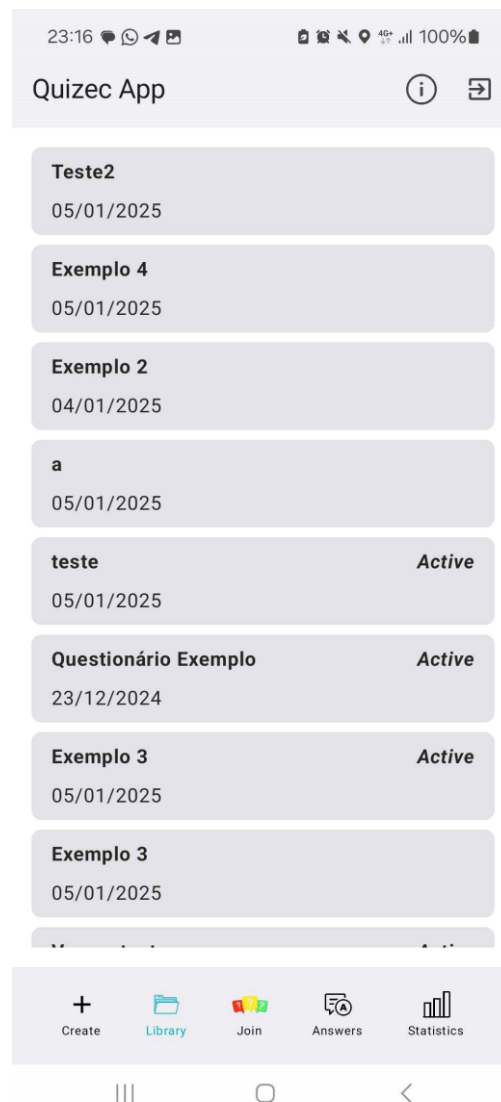 23:16 4G+ 100%
Quizec App
Teste2
05/01/2025
Exemplo 4
05/01/2025
Exemplo 2
04/01/2025
a
05/01/2025
teste Active
05/01/2025
Questionário Exemplo Active
23/12/2024
Exemplo 3 Active
05/01/2025
Exemplo 3
05/01/2025
Create Library Join Answers Statistics